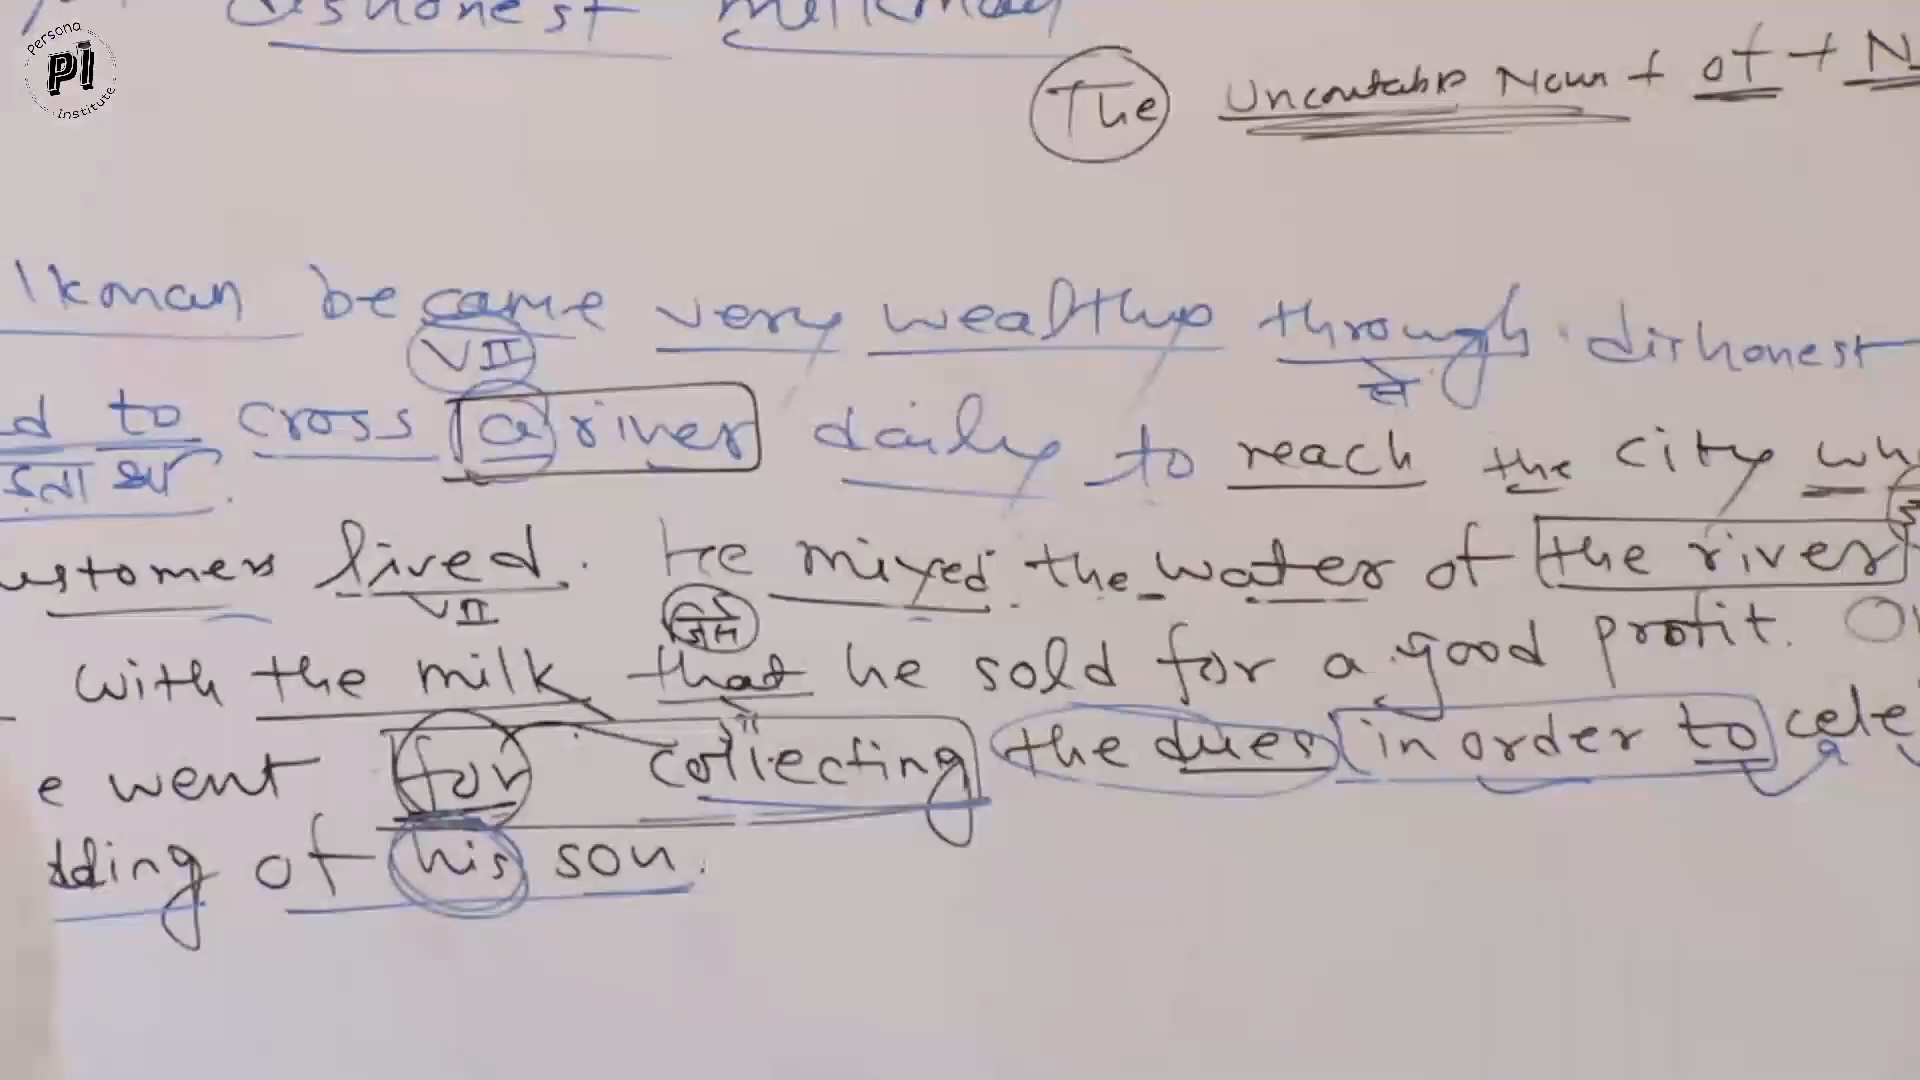 Persona
PI
Institute
dishonest milkman
The Uncountable Noun + of + N
lkman became very wealthy through dishonest
VII
से
d to cross a river daily to reach the city wh
ड़ता था.
ustomers lived. He mixed the water of the river
VII
जिसे
with the milk that he sold for a good profit. O
e went for collecting the dues in order to cele
dding of his son.